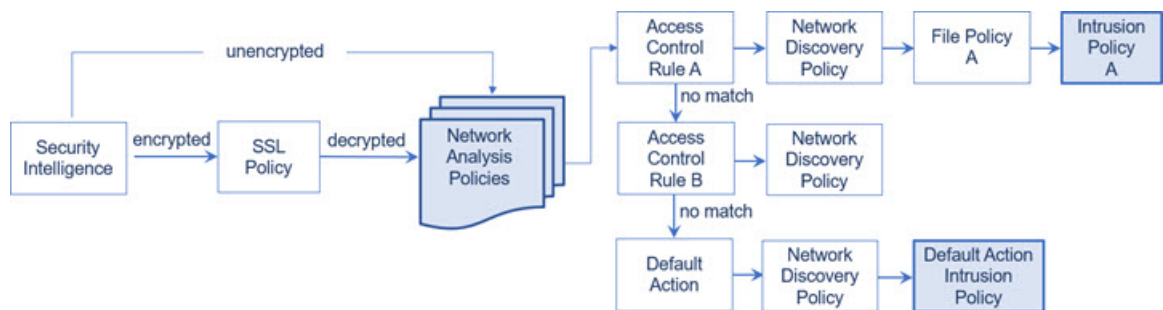 unencrypted
Security
Intelligence
encrypted
SSL
Policy
decrypted
Network
Analysis
Policies
Access
Control
Rule A
Network
Discovery
Policy
File Policy
A
Intrusion
Policy
A
no match
Access
Control
Rule B
Network
Discovery
Policy
no match
Default
Action
Network
Discovery
Policy
Default Action
Intrusion
Policy